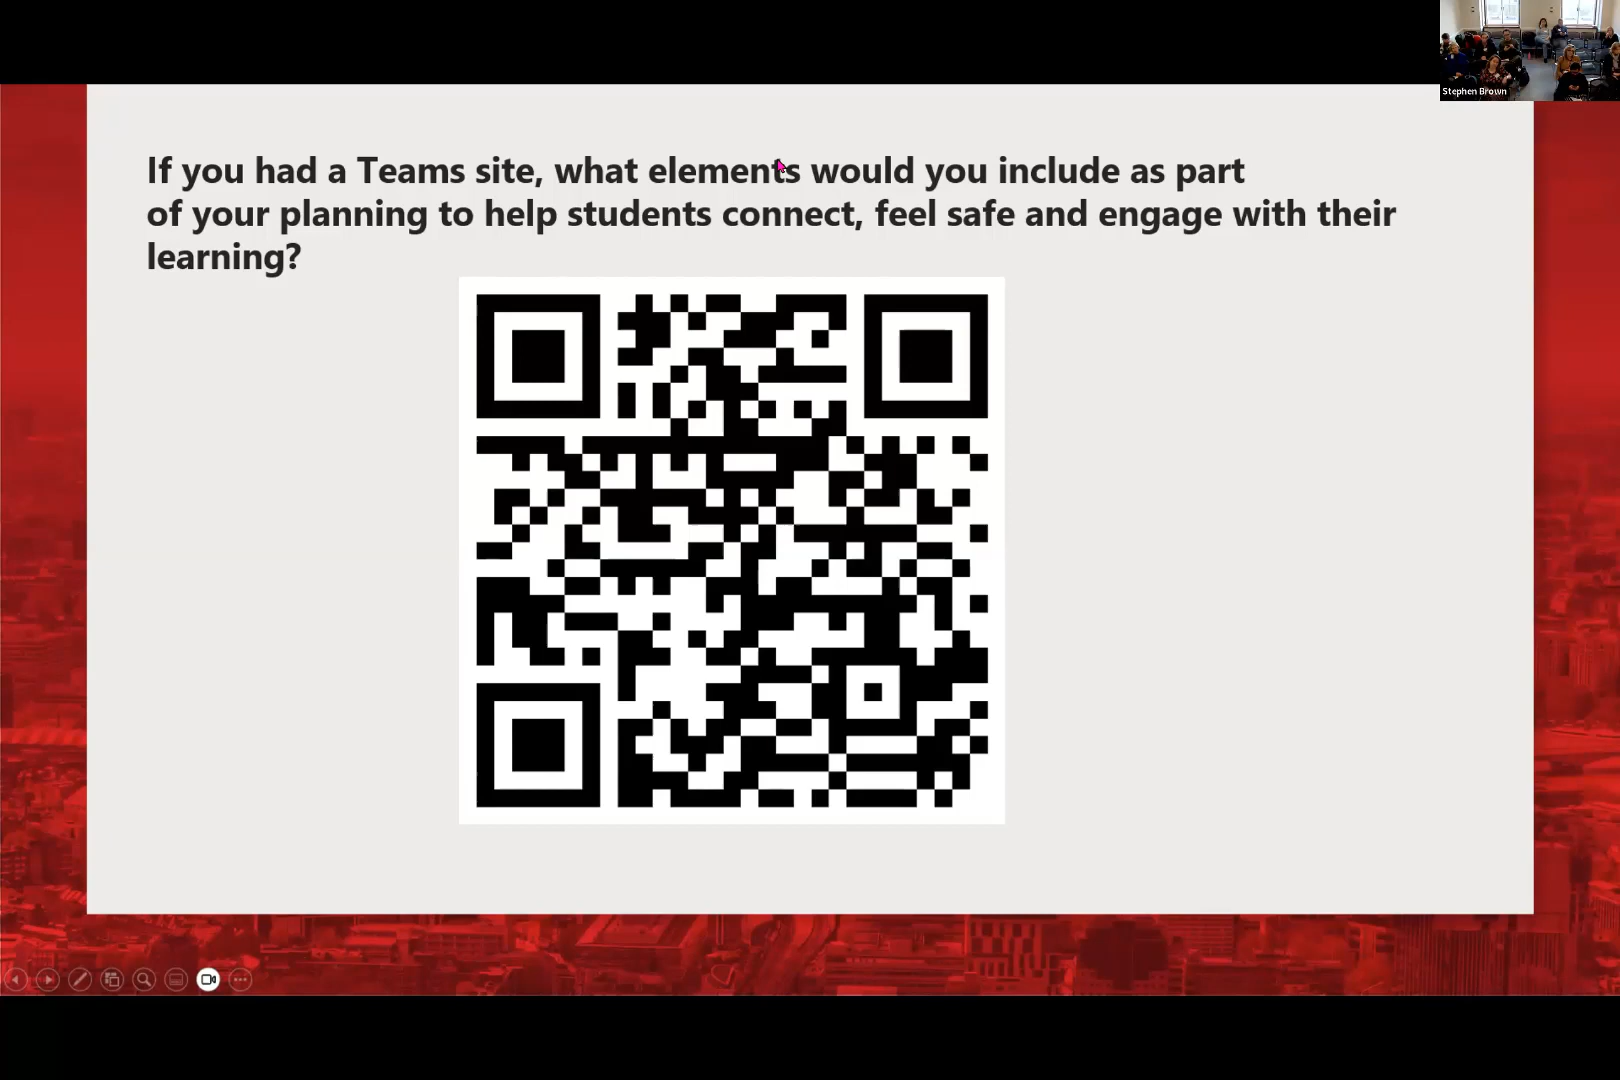 Stephen Brown
If you had a Teams site, what elements would you include as part
of your planning to help students connect, feel safe and engage with their
learning?